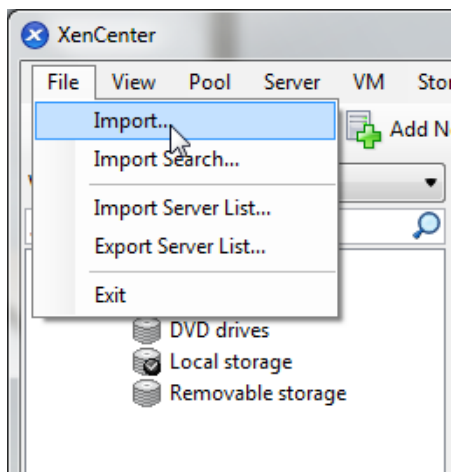 XenCenter
File View Pool Server VM
Import...
Add
Import Search...
Import Server List...
Export Server List...
Exit
DVD drives
Local storage
Removable storage